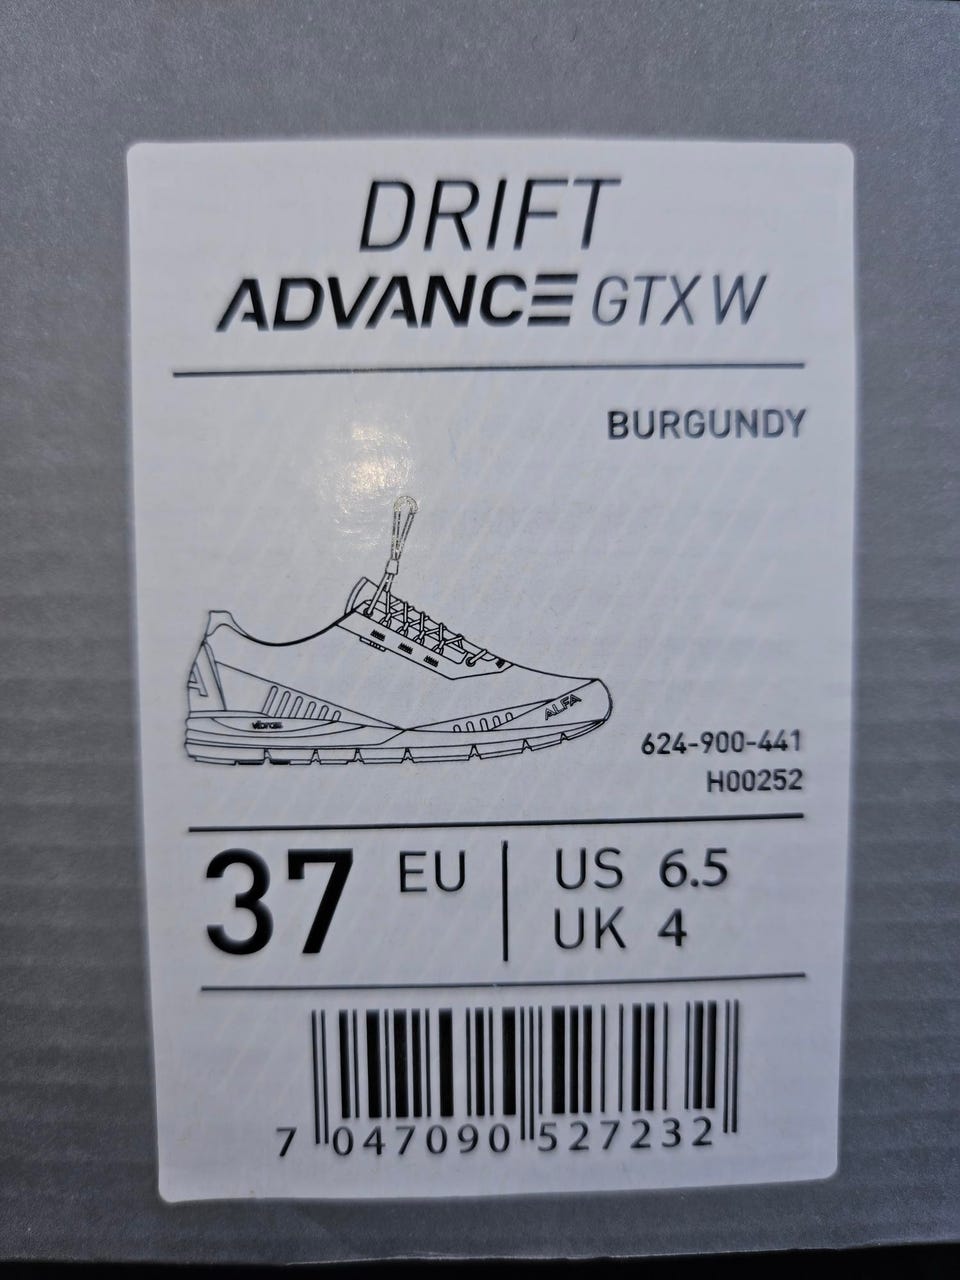 DRIFT
ADVANCE GTX W
BURGUNDY
vibram
ALFA
624-900-441
H00252
37 EU
US 6.5
UK 4
7 047090 527232